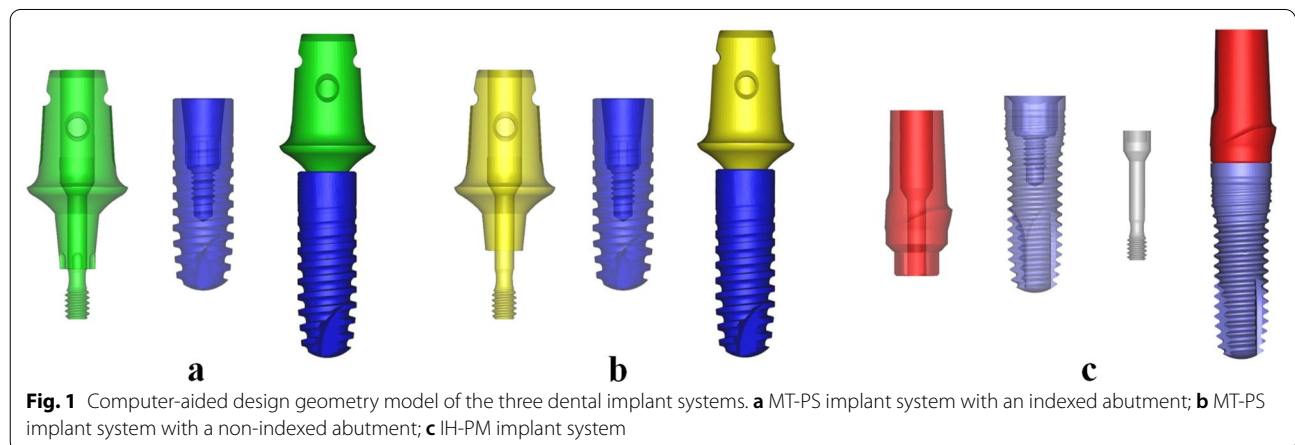 a b c
Fig. 1 Computer-aided design geometry model of the three dental implant systems. a MT-PS implant system with an indexed abutment; b MT-PS
implant system with a non-indexed abutment; c IH-PM implant system